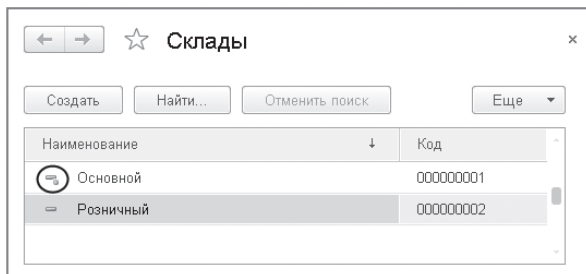 Склады
Создать Найти... Отменить поиск Еще
Наименование Код
Основной 000000001
Розничный 000000002